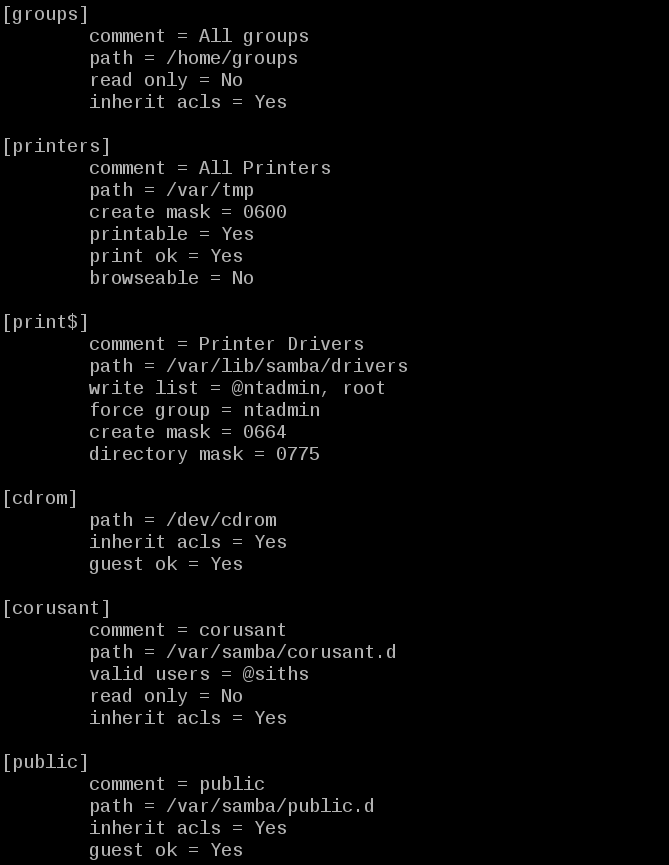 [groups]
comment = All groups
path = /home/groups
read only = No
inherit acls = Yes
[printers]
comment = All Printers
path = /var/tmp
create mask = 0600
printable = Yes
print ok = Yes
browseable = No
[print$]
comment = Printer Drivers
path = /var/lib/samba/drivers
write list = @ntadmin, root
force group = ntadmin
create mask = 0664
directory mask = 0775
[cdrom]
path = /dev/cdrom
inherit acls = Yes
guest ok = Yes
[corusant]
comment = corusant
path = /var/samba/corusant.d
valid users = @siths
read only = No
inherit acls = Yes
[public]
comment = public
path = /var/samba/public.d
inherit acls = Yes
guest ok = Yes